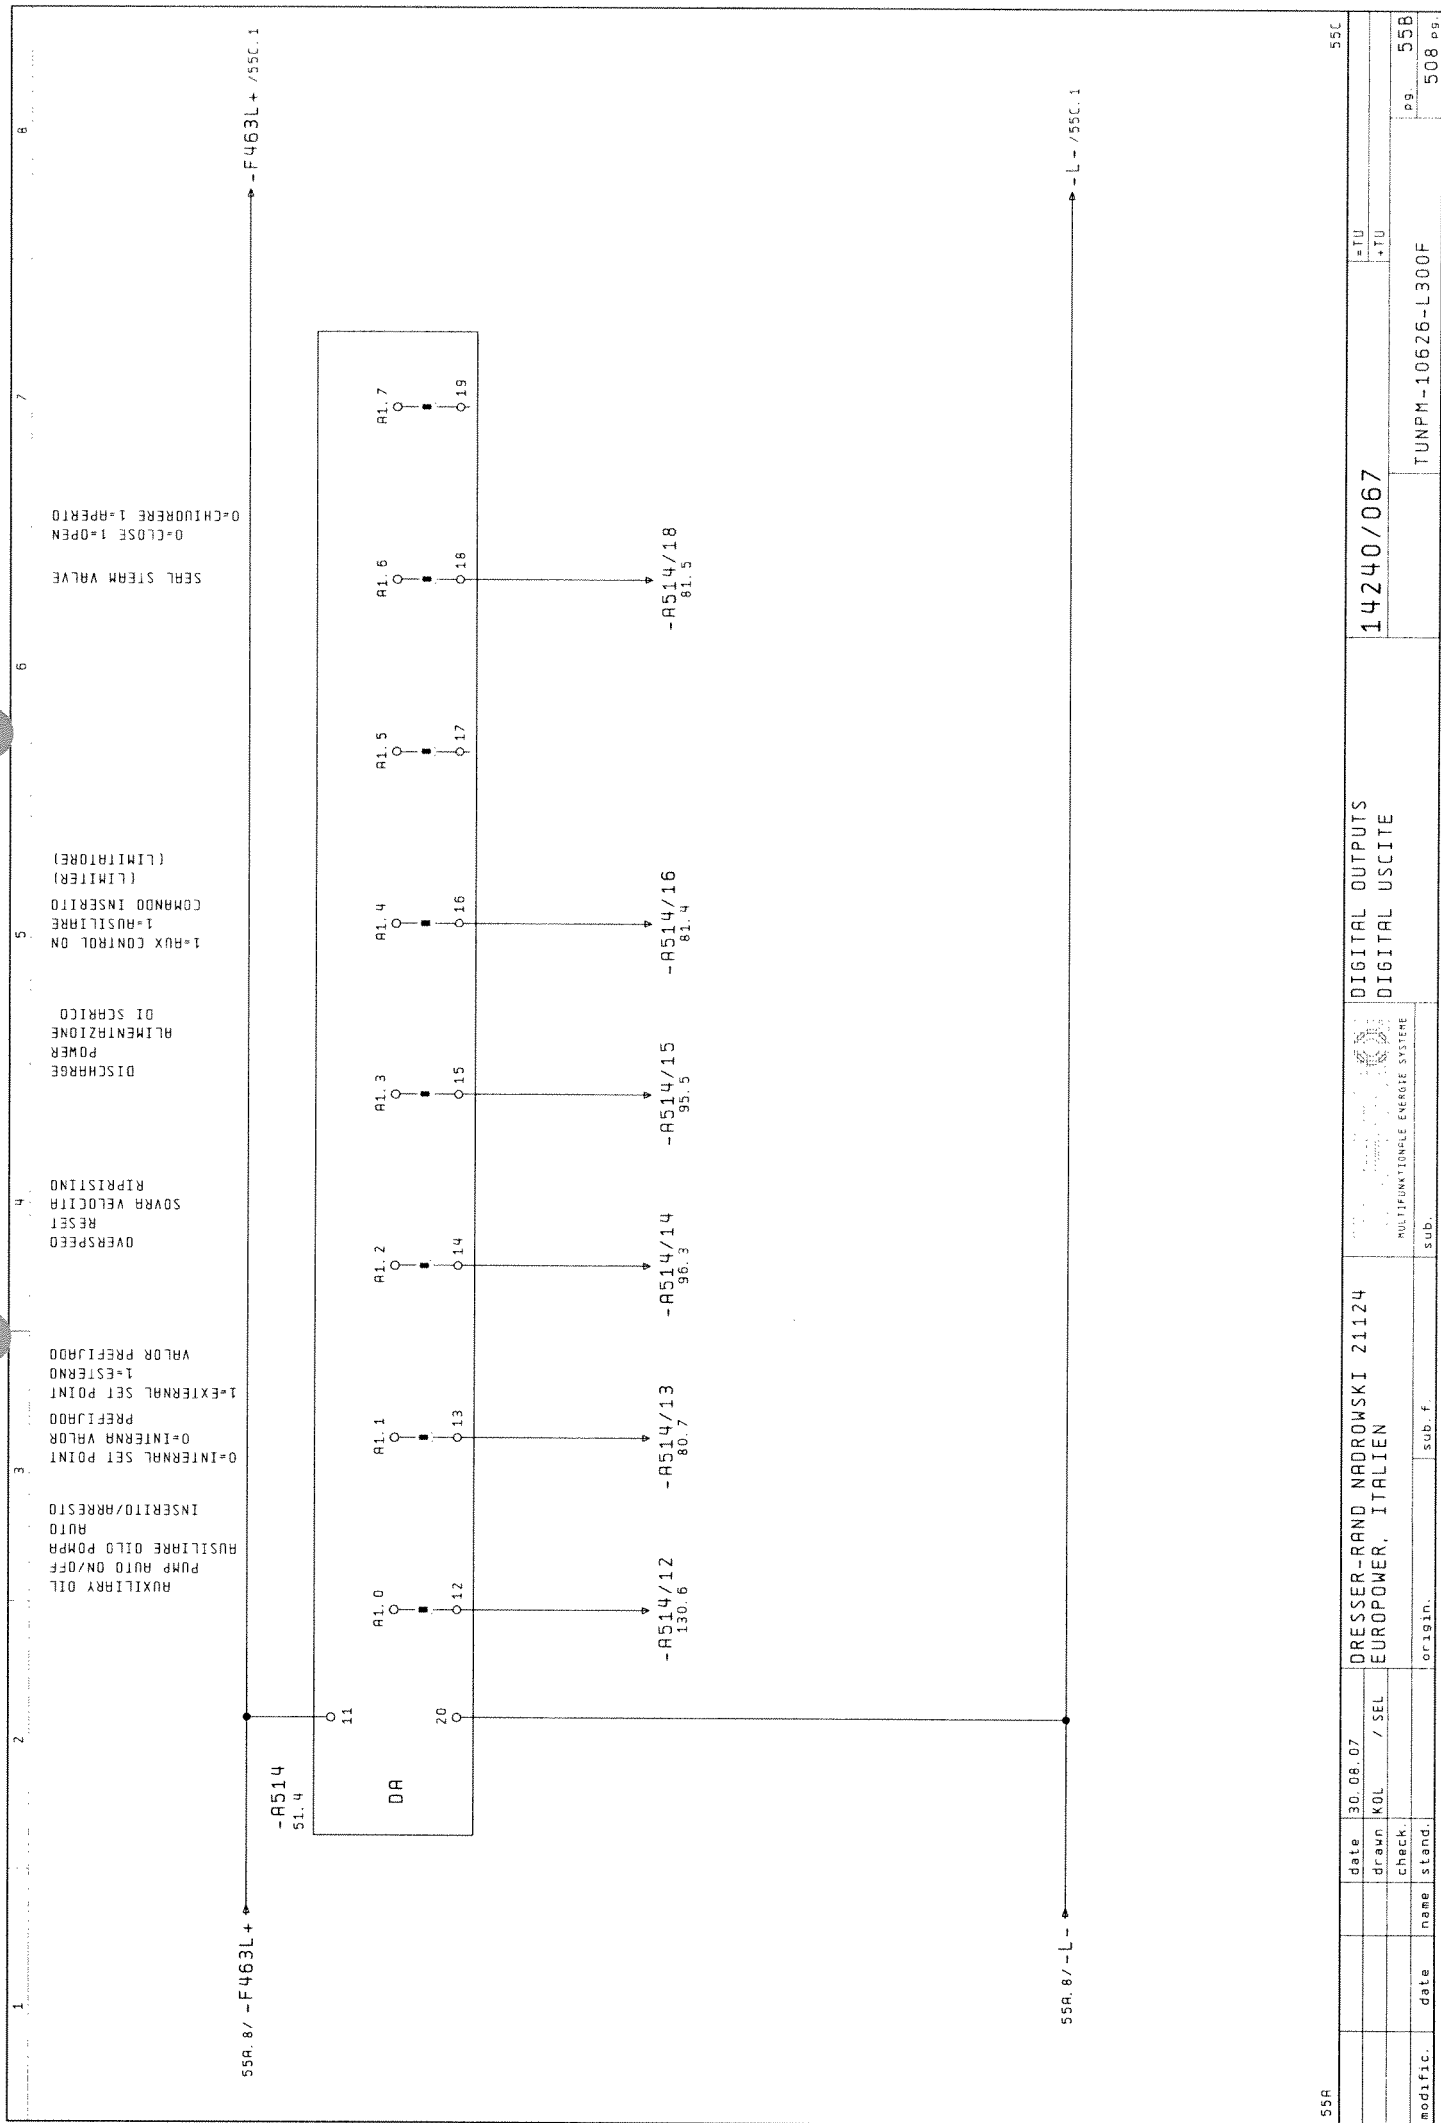 1
2
3
4
5
6
7
8
AUXILIARY OIL
PUMP AUTO ON/OFF
AUSILIARE OILO POMPA
AUTO
INSERITO/ARRESTO
0=INTERNAL SET POINT
0=INTERNA VALOR
PREFIJADO
1=EXTERNAL SET POINT
1=ESTERNO
VALOR PREFIJADO
OVERSPEED
RESET
SOVRA VELOCITA
RIPRISTINO
DISCHARGE
POWER
ALIMENTAZIONE
DI SCARICO
1=AUX CONTROL ON
1=AUSILIARE
COMANDO INSERITO
(LIMITER)
(LIMITATORE)
SEAL STEAM VALVE
0=CLOSE 1=OPEN
0=CHIUDRERE 1=APERTO
55A.8/ -F463L+
-F463L+ /55C.1
-A514
51.4
DA
11
20
A1.0
A1.1
A1.2
A1.3
A1.4
A1.5
A1.6
A1.7
12
13
14
15
16
17
18
19
-A514/12
130.6
-A514/13
80.7
-A514/14
96.3
-A514/15
95.5
-A514/16
81.4
-A514/18
81.5
55A.8/ -L-
-L- /55C.1
55A
55C
date 30.08.07
drawn KOL / SEL
check.
modific. date name stand.
DRESSER-RAND NADROWSKI 21124
EUROPOWER, ITALIEN
origin. sub. f. sub.
MULTIFUNKTIONALE ENERGIE SYSTEME
DIGITAL OUTPUTS
DIGITAL USCITE
14240/067
=TU
+TU
TUNPM-10626-L300F
pg. 55B
508 pg.